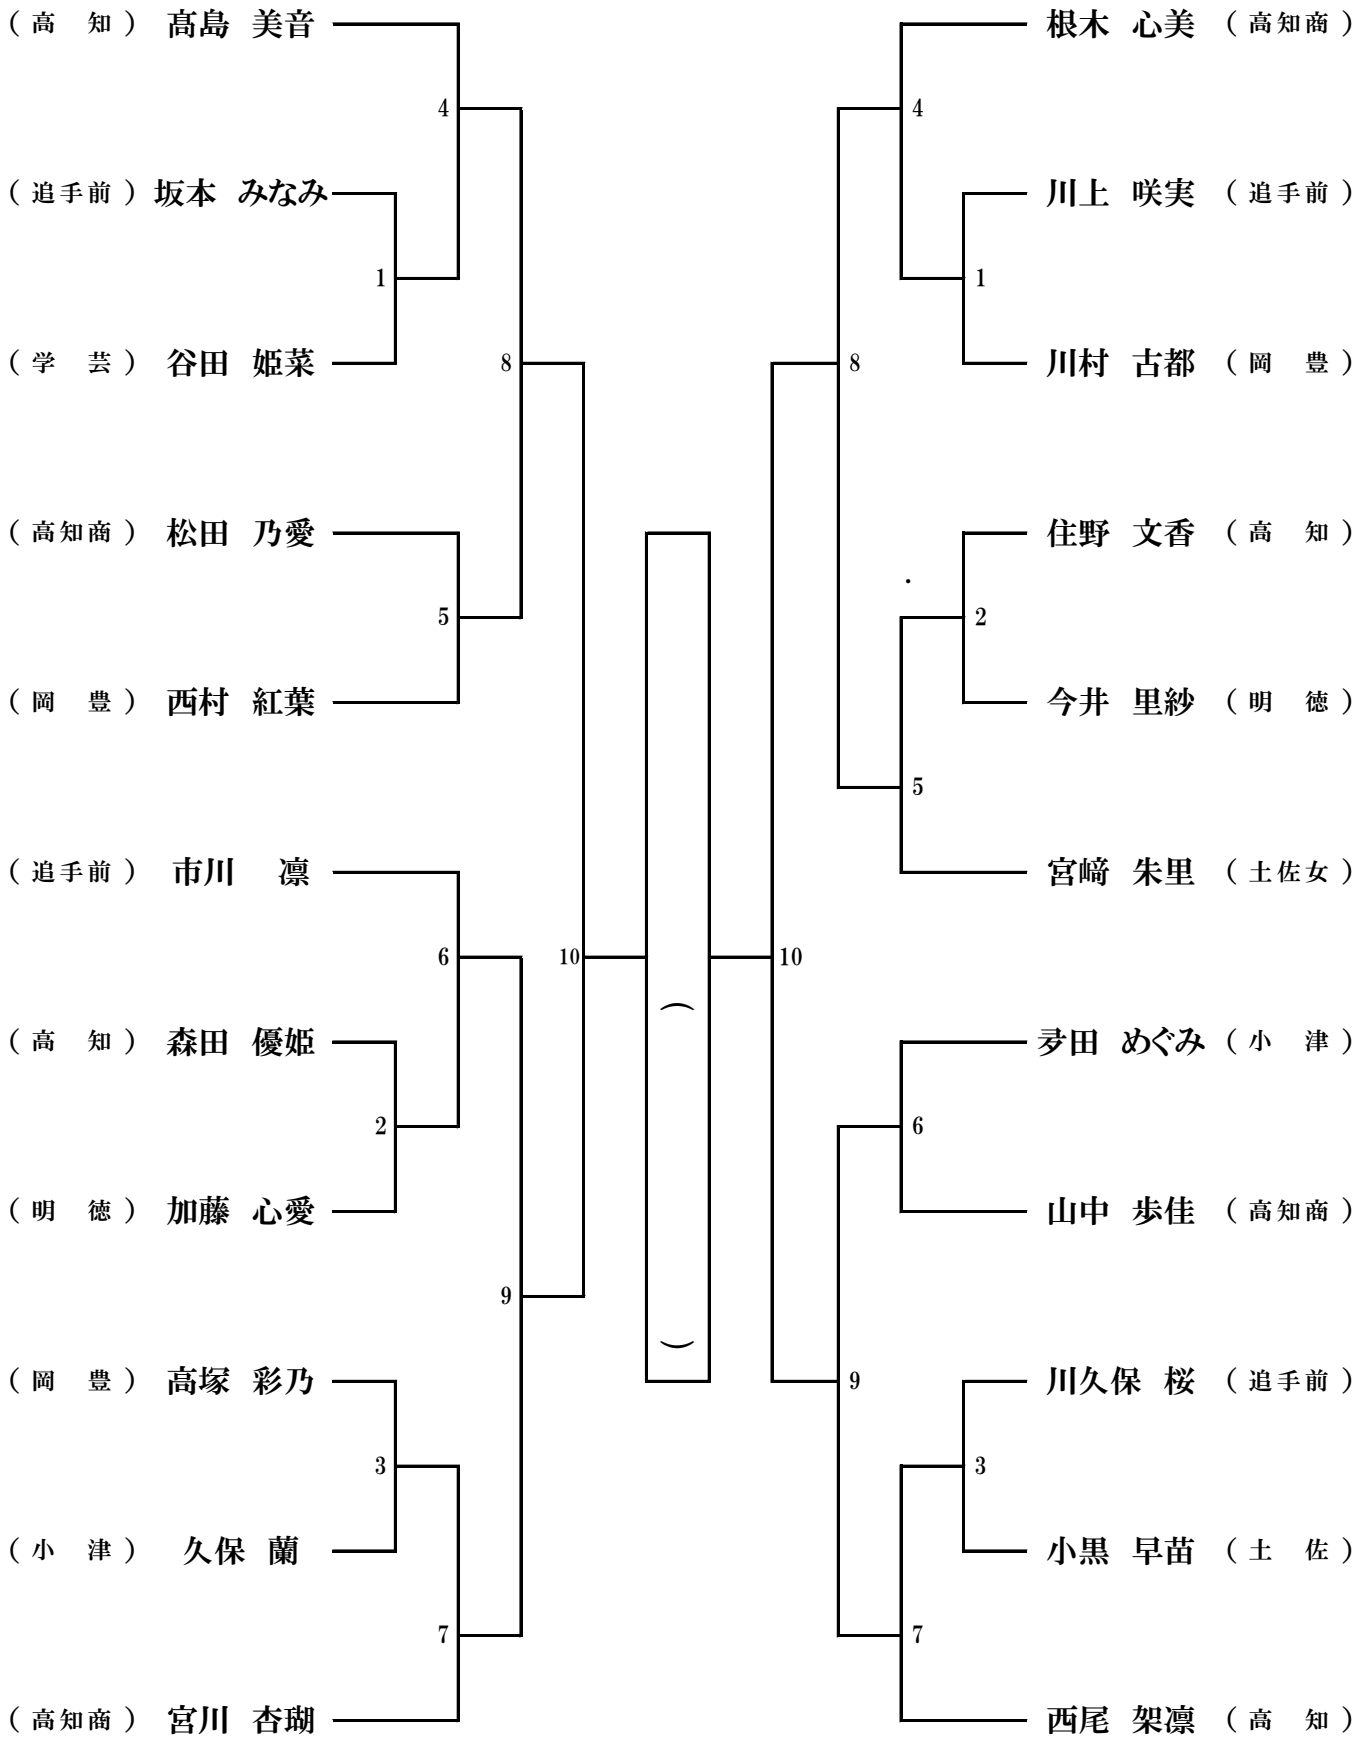 （高　知）髙島 美音
根木 心美（高知商）
4
4
（追手前）坂本 みなみ
川上 咲実（追手前）
1
1
（学　芸）谷田 姫菜
8
8
川村 古都（岡　豊）
（高知商）松田 乃愛
住野 文香（高　知）
5
2
（岡　豊）西村 紅葉
今井 里紗（明　徳）
5
（追手前）市川 凛
宮﨑 朱里（土佐女）
6
10
10
（高　知）森田 優姫
田 めぐみ（小　津）
2
6
（明　徳）加藤 心愛
山中 歩佳（高知商）
9
（　　　）
（岡　豊）高塚 彩乃
9
川久保 桜（追手前）
3
3
（小　津）久保 蘭
小黒 早苗（土　佐）
7
7
（高知商）宮川 杏瑚
西尾 架凛（高　知）